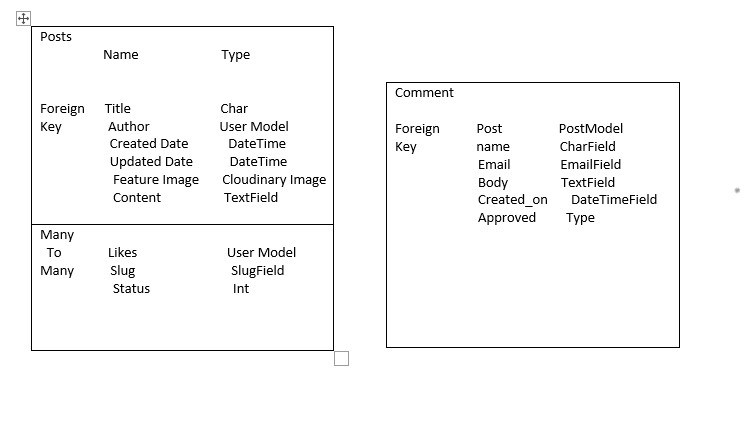 Posts
Name Type
Foreign Title Char
Key Author User Model
Created Date DateTime
Updated Date DateTime
Feature Image Cloudinary Image
Content TextField
Many
To Likes User Model
Many Slug SlugField
Status Int
Comment
Foreign Post PostModel
Key name CharField
Email EmailField
Body TextField
Created_on DateTimeField
Approved Type